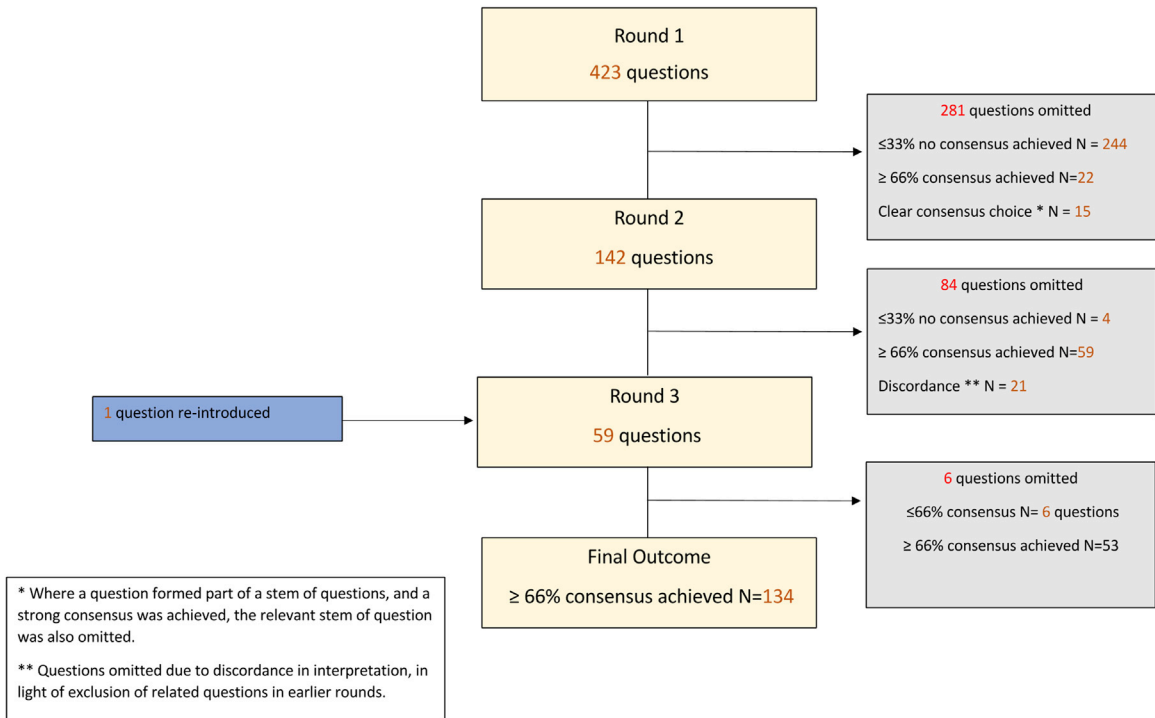 Round 1
423 questions
281 questions omitted
≤33% no consensus achieved N = 244
≥ 66% consensus achieved N=22
Clear consensus choice * N = 15
Round 2
142 questions
84 questions omitted
≤33% no consensus achieved N = 4
≥ 66% consensus achieved N=59
Discordance ** N = 21
1 question re-introduced
Round 3
59 questions
6 questions omitted
≤66% consensus N= 6 questions
≥ 66% consensus achieved N=53
Final Outcome
≥ 66% consensus achieved N=134
* Where a question formed part of a stem of questions, and a
strong consensus was achieved, the relevant stem of question
was also omitted.
** Questions omitted due to discordance in interpretation, in
light of exclusion of related questions in earlier rounds.